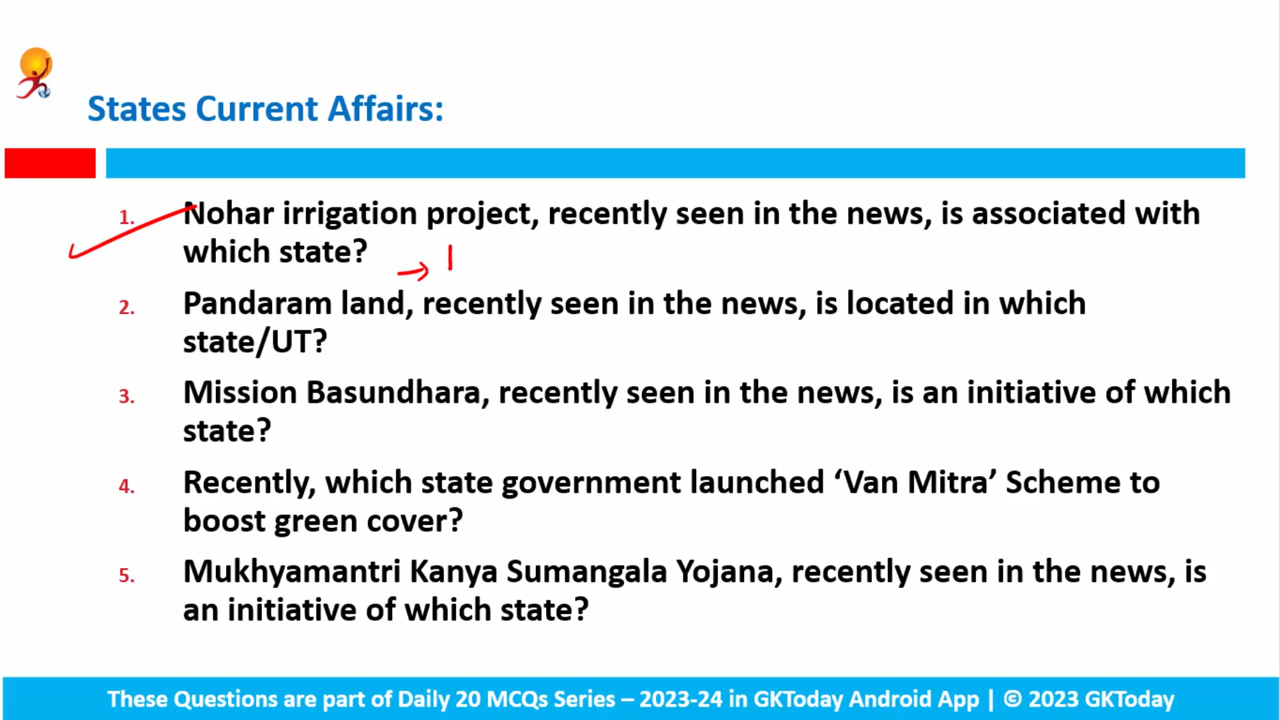 States Current Affairs:
1. Nohar irrigation project, recently seen in the news, is associated with
which state?
2. Pandaram land, recently seen in the news, is located in which
state/UT?
3. Mission Basundhara, recently seen in the news, is an initiative of which
state?
4. Recently, which state government launched ‘Van Mitra’ Scheme to
boost green cover?
5. Mukhyamantri Kanya Sumangala Yojana, recently seen in the news, is
an initiative of which state?
These Questions are part of Daily 20 MCQs Series – 2023-24 in GKToday Android App | © 2023 GKToday